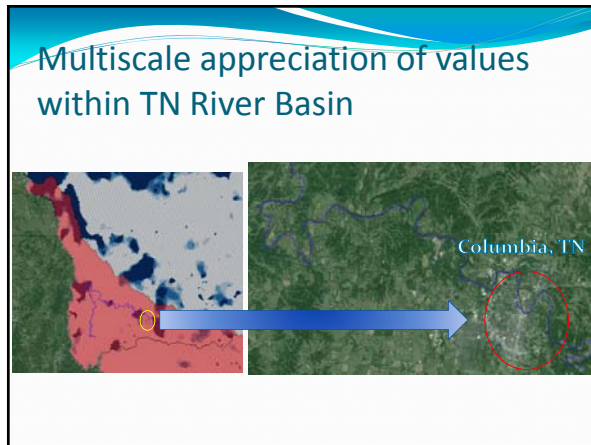 Multiscale appreciation of values
within TN River Basin
Columbia, TN